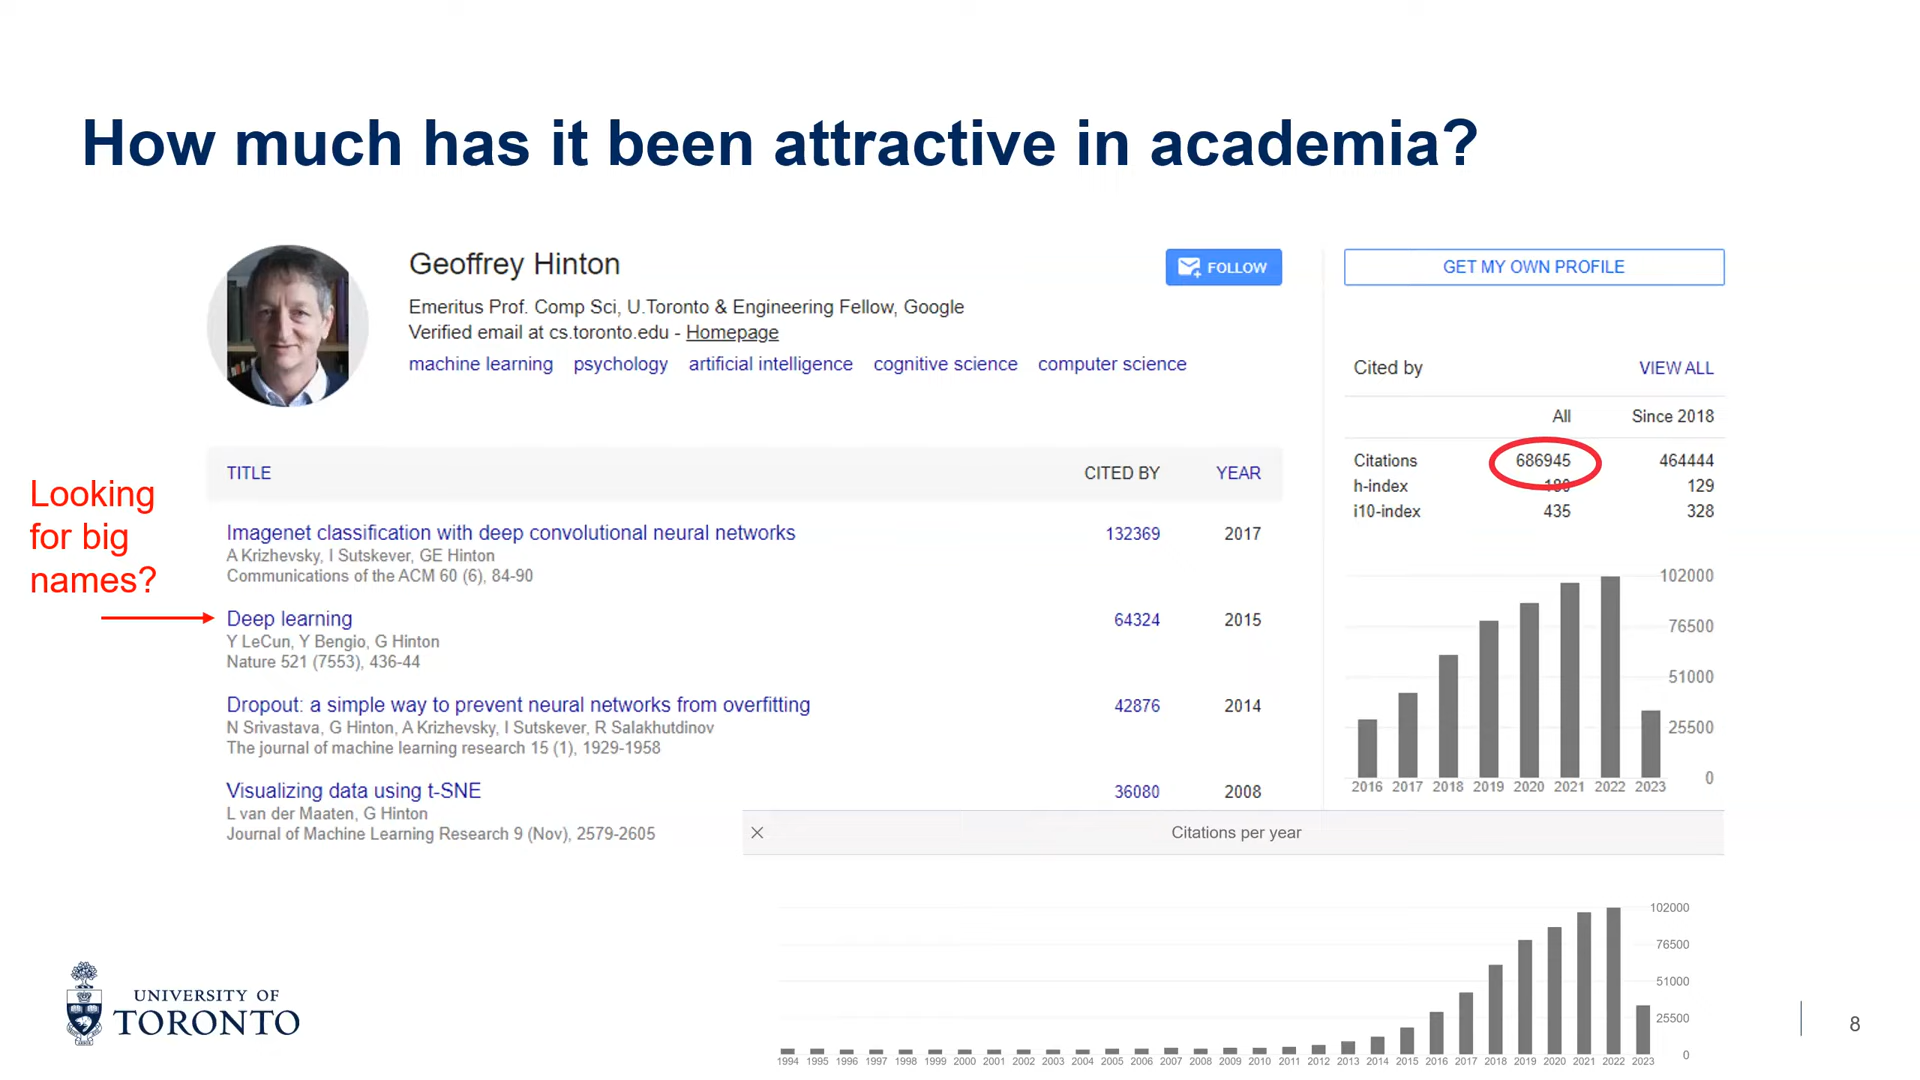 How much has it been attractive in academia?
Geoffrey Hinton
Emeritus Prof. Comp Sci, U.Toronto & Engineering Fellow, Google
Verified email at cs.toronto.edu - Homepage
machine learning psychology artificial intelligence cognitive science computer science
FOLLOW
GET MY OWN PROFILE
Cited by VIEW ALL
All Since 2018
Citations 686945 464444
h-index 129
i10-index 435 328
102000
76500
51000
25500
0
2016 2017 2018 2019 2020 2021 2022 2023
Looking
for big
names?
TITLE CITED BY YEAR
Imagenet classification with deep convolutional neural networks 132369 2017
A Krizhevsky, I Sutskever, GE Hinton
Communications of the ACM 60 (6), 84-90
Deep learning 64324 2015
Y LeCun, Y Bengio, G Hinton
Nature 521 (7553), 436-44
Dropout: a simple way to prevent neural networks from overfitting 42876 2014
N Srivastava, G Hinton, A Krizhevsky, I Sutskever, R Salakhutdinov
The journal of machine learning research 15 (1), 1929-1958
Visualizing data using t-SNE 36080 2008
L van der Maaten, G Hinton
Journal of Machine Learning Research 9 (Nov), 2579-2605
Citations per year
102000
76500
51000
25500
0
1994 1995 1996 1997 1998 1999 2000 2001 2002 2003 2004 2005 2006 2007 2008 2009 2010 2011 2012 2013 2014 2015 2016 2017 2018 2019 2020 2021 2022 2023
UNIVERSITY OF
TORONTO
8